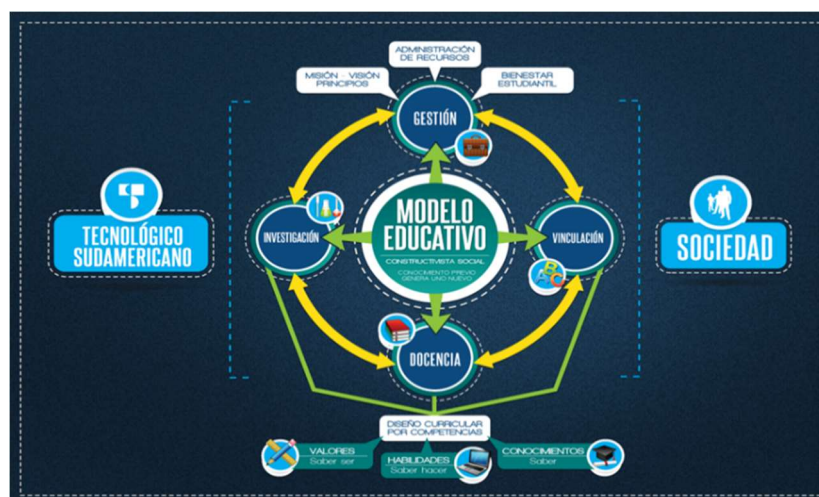 ADMINISTRACIÓN
DE RECURSOS
MISIÓN - VISIÓN
PRINCIPIOS
BIENESTAR
ESTUDIANTIL
GESTIÓN
TECNOLÓGICO
SUDAMERICANO
INVESTIGACIÓN
MODELO
EDUCATIVO
CONSTRUCTIVISTA SOCIAL
CONOCIMIENTO PREVIO
GENERA UNO NUEVO
VINCULACIÓN
ABC
SOCIEDAD
DOCENCIA
DISEÑO CURRICULAR
POR COMPETENCIAS
VALORES
Saber ser
HABILIDADES
Saber hacer
CONOCIMIENTOS
Saber